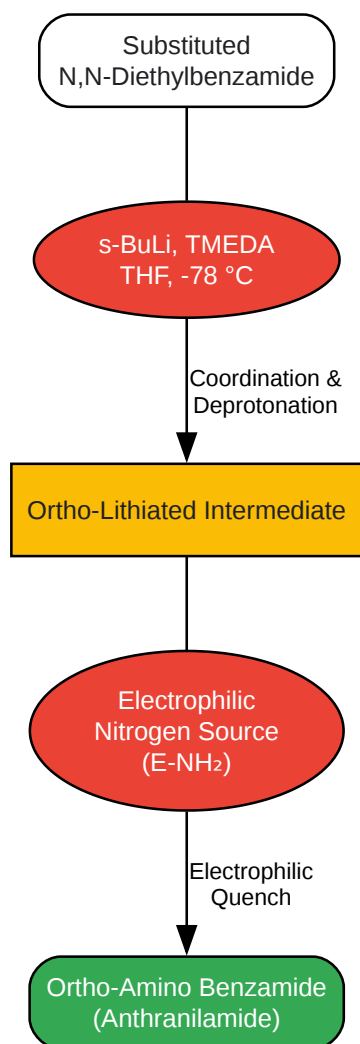 Substituted
N,N-Diethylbenzamide
s-BuLi, TMEDA
THF, -78 °C
Coordination &
Deprotonation
Ortho-Lithiated Intermediate
Electrophilic
Nitrogen Source
(E-NH₂)
Electrophilic
Quench
Ortho-Amino Benzamide
(Anthranilamide)